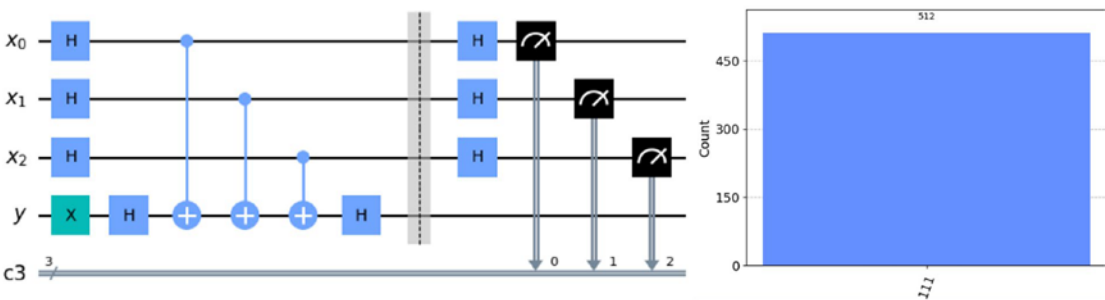 x0 H H
x1 H H
x2 H H
y X H H
c3 3 0 1 2
512
450
300
150
0
Count
111